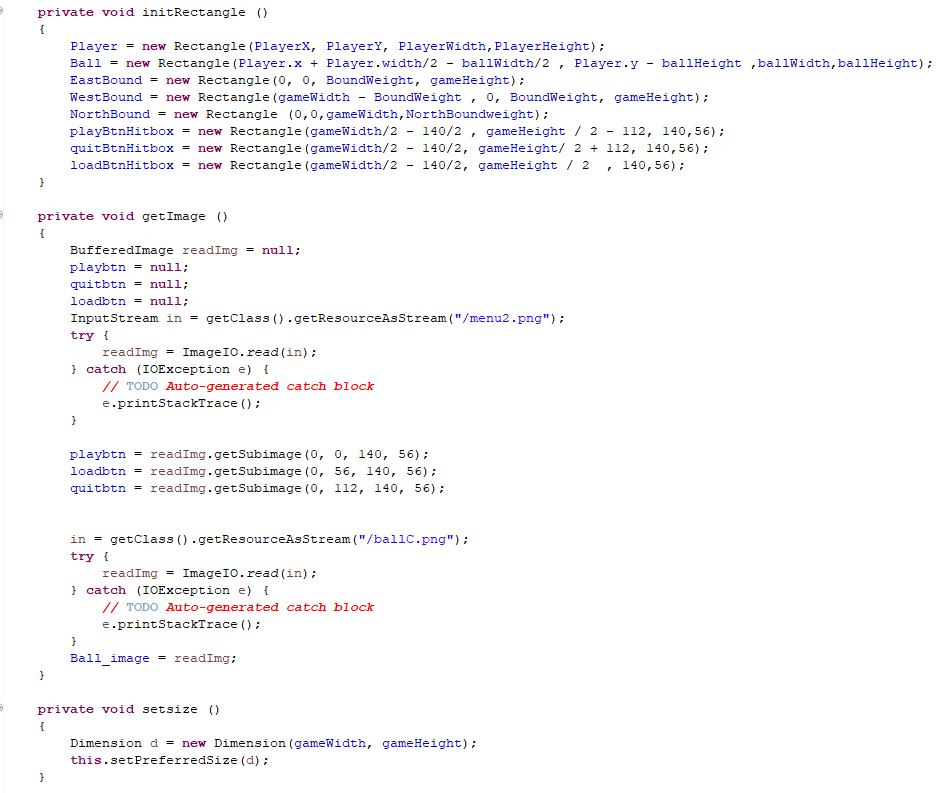 private void initRectangle ()
{
Player = new Rectangle(PlayerX, PlayerY, PlayerWidth,PlayerHeight);
Ball = new Rectangle(Player.x + Player.width/2 - ballWidth/2 , Player.y - ballHeight ,ballWidth,ballHeight);
EastBound = new Rectangle(0, 0, BoundWeight, gameHeight);
WestBound = new Rectangle(gameWidth - BoundWeight , 0, BoundWeight, gameHeight);
NorthBound = new Rectangle (0,0,gameWidth,NorthBoundweight);
playBtnHitbox = new Rectangle(gameWidth/2 - 140/2 , gameHeight / 2 - 112, 140,56);
quitBtnHitbox = new Rectangle(gameWidth/2 - 140/2, gameHeight/ 2 + 112, 140,56);
loadBtnHitbox = new Rectangle(gameWidth/2 - 140/2, gameHeight / 2  , 140,56);
}
private void getImage ()
{
BufferedImage readImg = null;
playbtn = null;
quitbtn = null;
loadbtn = null;
InputStream in = getClass().getResourceAsStream("/menu2.png");
try {
readImg = ImageIO.read(in);
} catch (IOException e) {
// TODO Auto-generated catch block
e.printStackTrace();
}
playbtn = readImg.getSubimage(0, 0, 140, 56);
loadbtn = readImg.getSubimage(0, 56, 140, 56);
quitbtn = readImg.getSubimage(0, 112, 140, 56);
in = getClass().getResourceAsStream("/ballC.png");
try {
readImg = ImageIO.read(in);
} catch (IOException e) {
// TODO Auto-generated catch block
e.printStackTrace();
}
Ball_image = readImg;
}
private void setsize ()
{
Dimension d = new Dimension(gameWidth, gameHeight);
this.setPreferredSize(d);
}